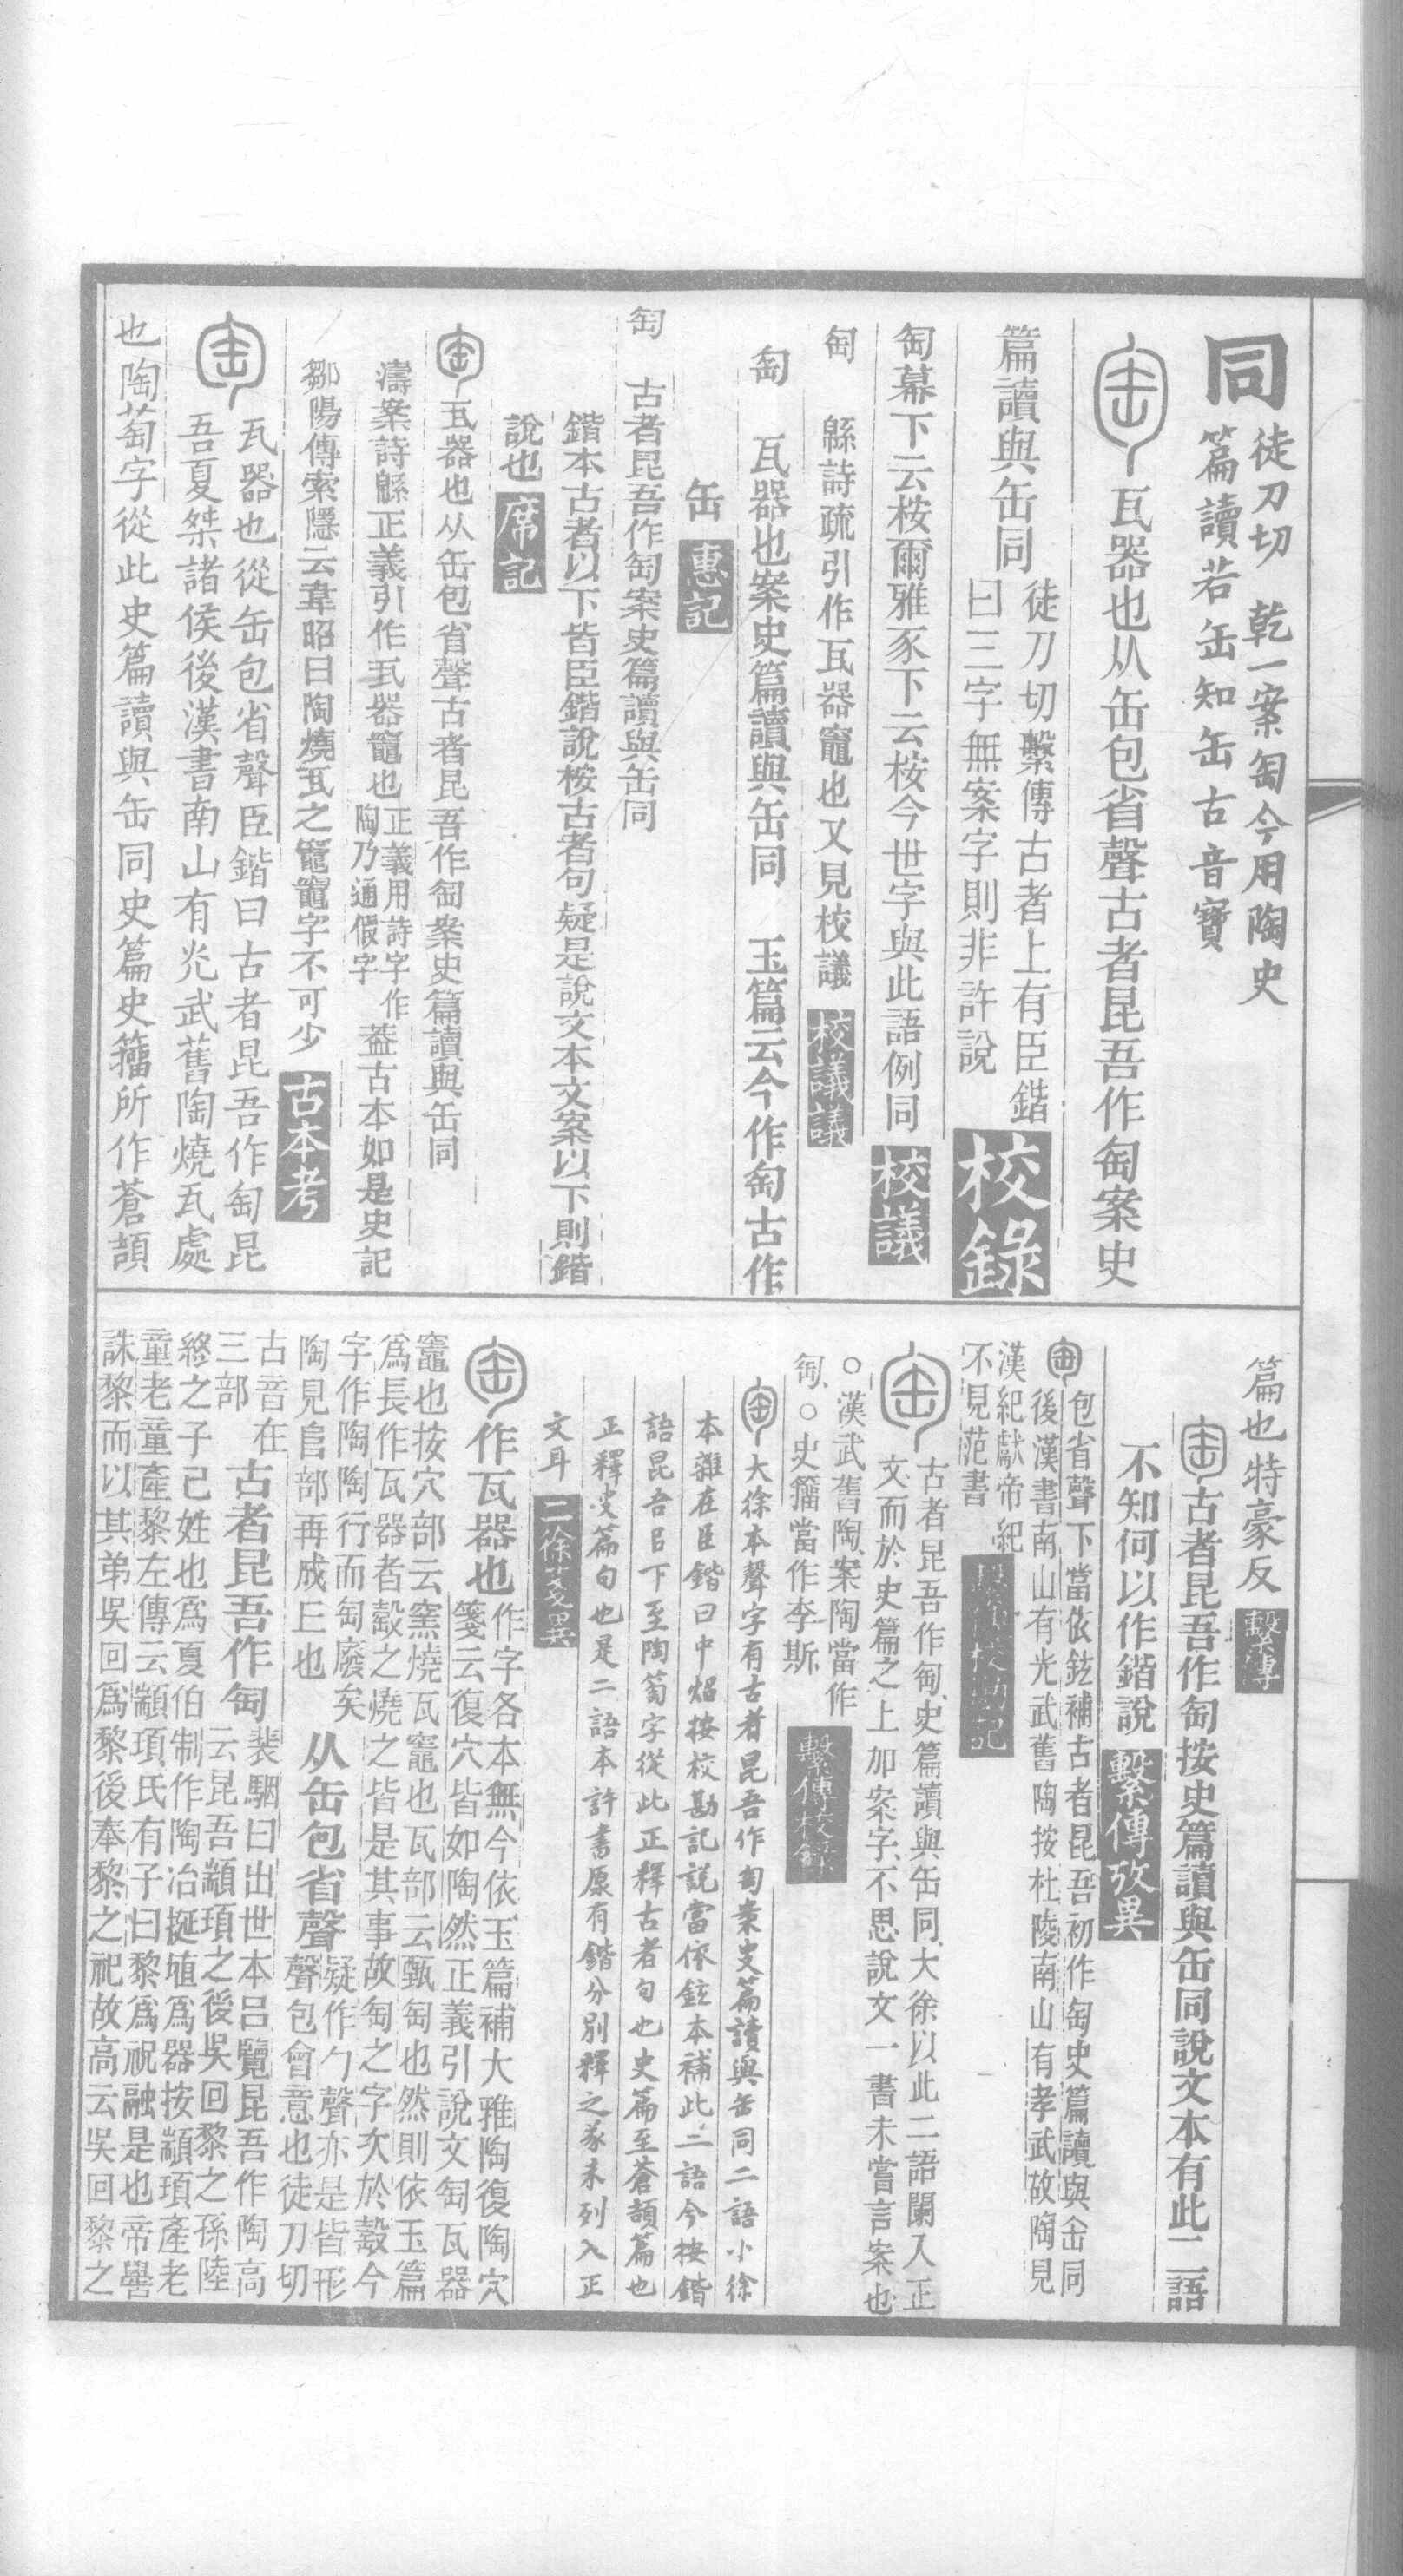 同徒刀切　乾一案匋今用陶史
篇讀若缶知缶古音寶
瓦器也从缶包省聲古者昆吾作匋案史
篇讀與缶同徒刀切繫傳古者上有臣鍇
曰三字無案字則非許說校錄
匋幕下云桉爾雅豕下云桉今世字與此語例同校議
匋　緜詩疏引作瓦器竈也又見校議校議議
匋　瓦器也案史篇讀與缶同　玉篇云今作匋古作
缶惠記
匋　古者昆吾作匋案史篇讀與缶同
鍇本古者以下皆臣鍇說桉古者句疑是說文本文案以下則鍇
說也席記
瓦器也从缶包省聲古者昆吾作匋案史篇讀與缶同
濤案詩緜正義引作瓦器竈也正義用詩字作
陶乃通假字葢古本如是史記
鄒陽傳索隱云韋昭曰陶燒瓦之竈竈字不可少古本考
瓦器也從缶包省聲臣鍇曰古者昆吾作匋昆
吾夏桀諸侯後漢書南山有光武舊陶燒瓦處
也陶萄字從此史篇讀與缶同史篇史籀所作蒼頡
篇也特豪反繫傳
古者昆吾作匋按史篇讀與缶同說文本有此二語
不知何以作鍇說繫傳攷異
包省聲下當依鉉補古者昆吾初作匋史篇讀與缶同
後漢書南山有光武舊陶按杜陵南山有孝武故陶見
漢紀獻帝紀
不見范書繫傳校勘記
古者昆吾作匋史篇讀與缶同大徐以此二語闌入正
文而於史篇之上加案字不思說文一書未嘗言案也
○漢武舊陶案陶當作
匋○史籀當作李斯繫傳校錄
大徐本聲字有古者昆吾作匋案史篇讀與缶同二語小徐
本雜在臣鍇曰中炤按校勘記說當依鉉本補此二語今按鍇
語昆吾㠯下至陶萄字從此正釋古者句也史篇至蒼頡篇也
正釋史篇句也是二語本許書原有鍇分別釋之遂未列入正
文耳二徐箋異
作瓦器也作字各本無今依玉篇補大雅陶復陶穴
箋云復穴皆如陶然正義引說文匋瓦器
竈也按穴部云窯燒瓦竈也瓦部云甄匋也然則依玉篇
爲長作瓦器者㲉之燒之皆是其事故匋之字次於㲉今
字作陶陶行而匋廢矣
陶見𨸏部再成㠪也从缶包省聲疑作勹聲亦是皆形
聲包會意也徒刀切
古音在
三部古者昆吾作匋裴駰曰出世本呂覽昆吾作陶高
云昆吾顓頊之後吳回黎之孫陸
終之子己姓也爲夏伯制作陶冶埏埴爲器按顓頊產老
童老童產黎左傳云顓頊氏有子曰黎爲祝融是也帝嚳
誅黎而以其弟吳回爲黎後奉黎之祀故高云吳回黎之